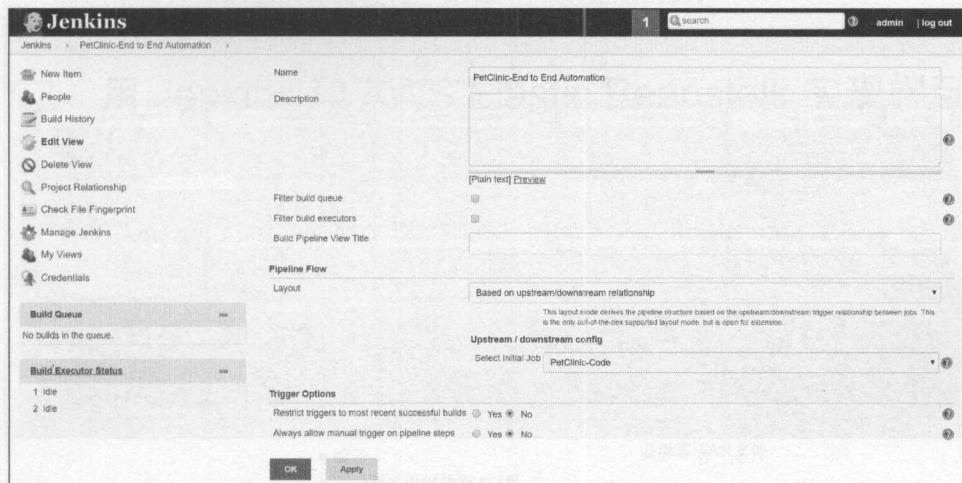 Jenkins
1
search
admin | log out
Jenkins › PetClinic-End to End Automation ›
New Item
People
Build History
Edit View
Delete View
Project Relationship
Check File Fingerprint
Manage Jenkins
My Views
Credentials
Build Queue
No builds in the queue.
Build Executor Status
1 Idle
2 Idle
Name
PetClinic-End to End Automation
Description
[Plain text] Preview
Filter build queue
Filter build executors
Build Pipeline View Title
Pipeline Flow
Layout
Based on upstream/downstream relationship
This layout mode derives the pipeline structure based on the upstream/downstream trigger relationship between jobs. This
is the only out-of-the-box supported layout mode, but is open for extension.
Upstream / downstream config
Select Initial Job
PetClinic-Code
Trigger Options
Restrict triggers to most recent successful builds Yes No
Always allow manual trigger on pipeline steps Yes No
OK
Apply